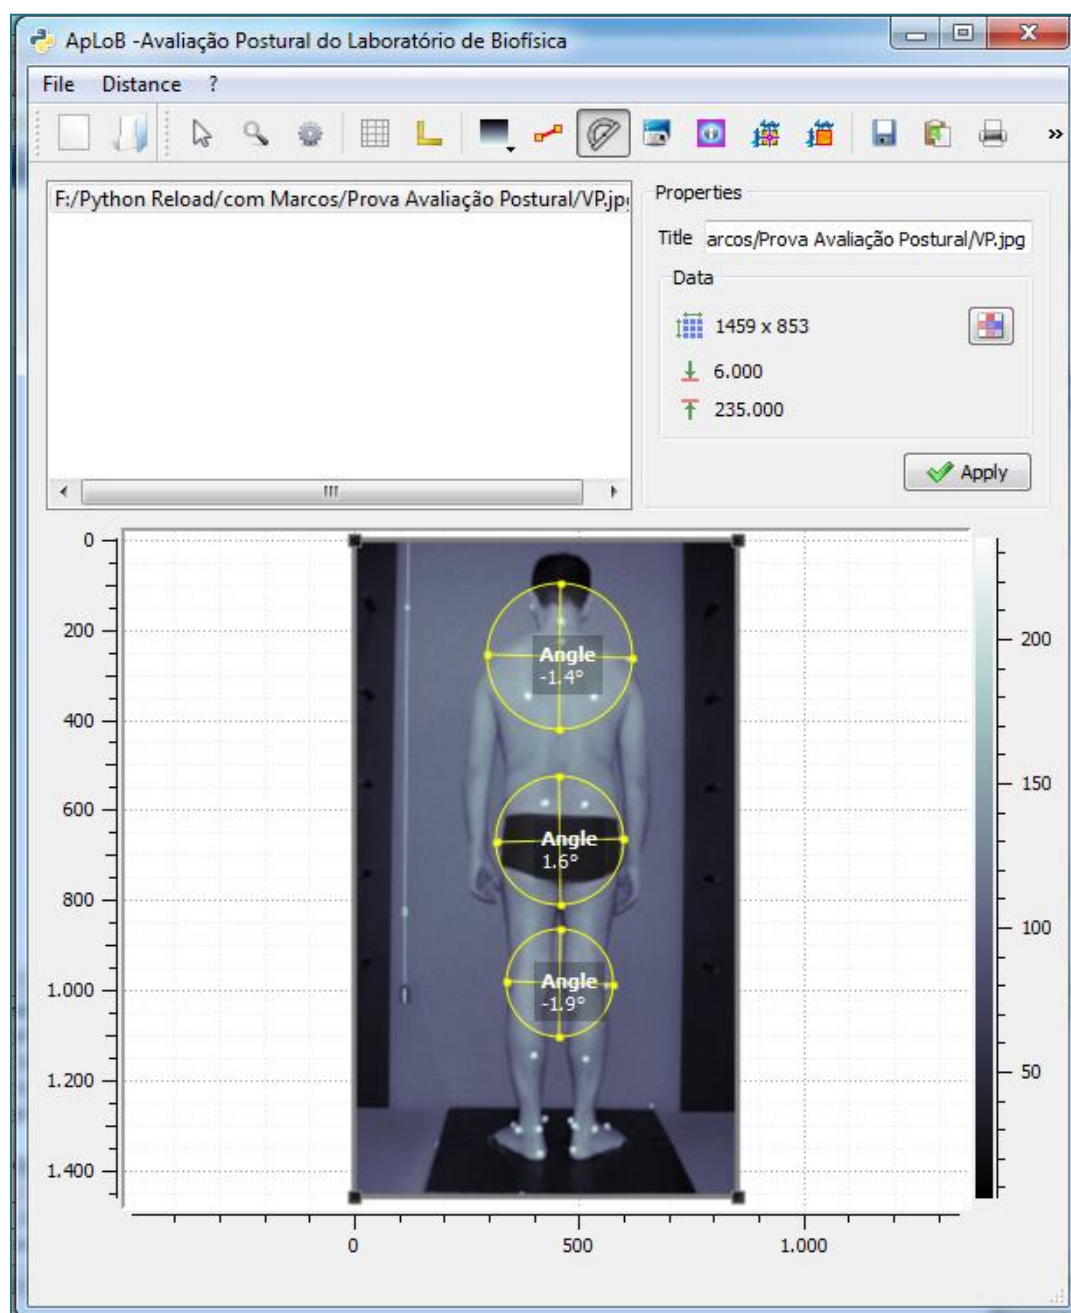 ApLoB -Avaliação Postural do Laboratório de Biofísica
File Distance ?
»
F:/Python Reload/com Marcos/Prova Avaliação Postural/VP.jp
Properties
Title arcos/Prova Avaliação Postural/VP.jpg
Data
1459 x 853
6.000
235.000
Apply
0
200
400
600
800
1.000
1.200
1.400
Angle
-1.4°
Angle
1.6°
Angle
-1.9°
200
150
100
50
0 500 1.000